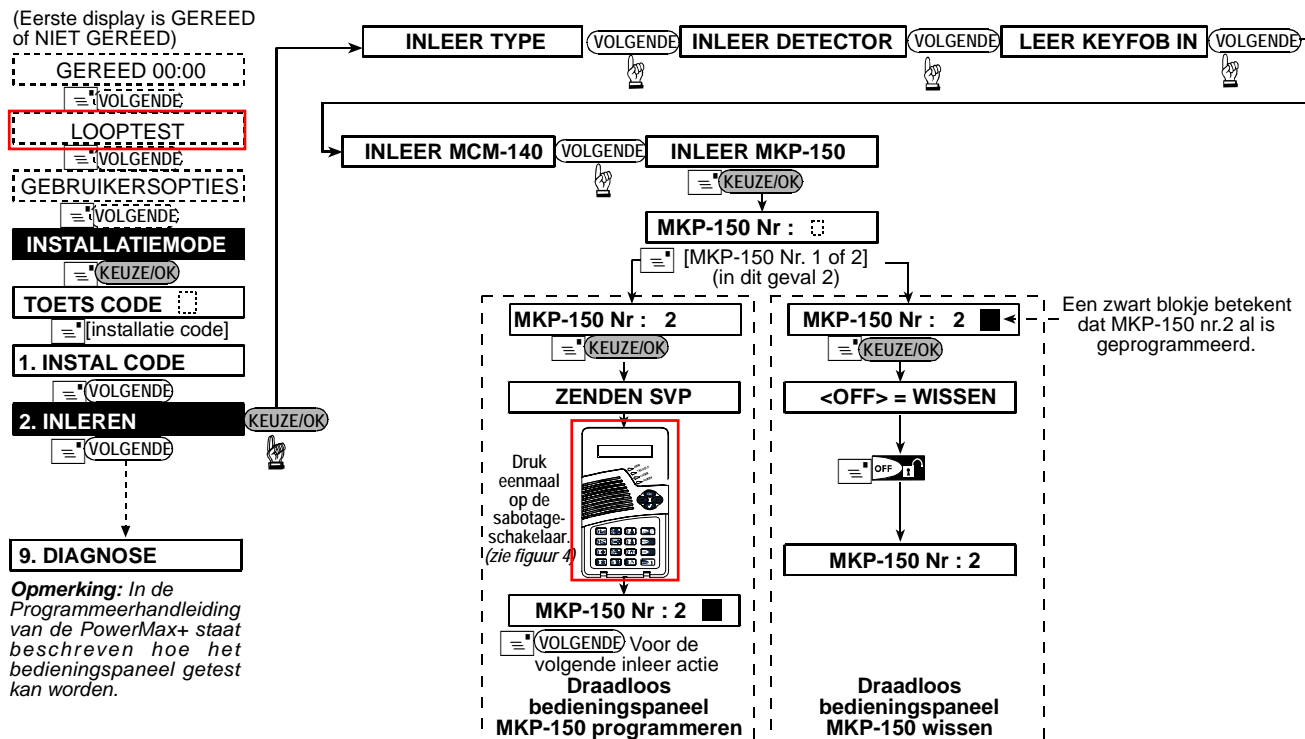 (Eerste display is GEREED
of NIET GEREED)
GEREED 00:00
VOLGENDE
LOOPTEST
VOLGENDE
GEBRUIKERSOPTIES
VOLGENDE
INSTALLATIEMODE
KEUZE/OK
TOETS CODE
[installatie code]
1. INSTAL CODE
VOLGENDE
2. INLEREN
KEUZE/OK
VOLGENDE
9. DIAGNOSE
Opmerking: In de
Programmeerhandleiding
van de PowerMax+ staat
beschreven hoe het
bedieningspaneel getest
kan worden.
INLEER TYPE
VOLGENDE
INLEER DETECTOR
VOLGENDE
LEER KEYFOB IN
VOLGENDE
INLEER MCM-140
VOLGENDE
INLEER MKP-150
KEUZE/OK
MKP-150 Nr :
[MKP-150 Nr. 1 of 2]
(in dit geval 2)
MKP-150 Nr : 2
KEUZE/OK
ZENDEN SVP
Druk
eenmaal
op de
sabotage-
schakelaar.
(zie figuur 4)
MKP-150 Nr : 2
VOLGENDE Voor de
volgende inleer actie
Draadloos
bedieningspaneel
MKP-150 programmeren
MKP-150 Nr : 2
Een zwart blokje betekent
dat MKP-150 nr.2 al is
geprogrammeerd.
KEUZE/OK
<OFF> = WISSEN
OFF
MKP-150 Nr : 2
Draadloos
bedieningspaneel
MKP-150 wissen